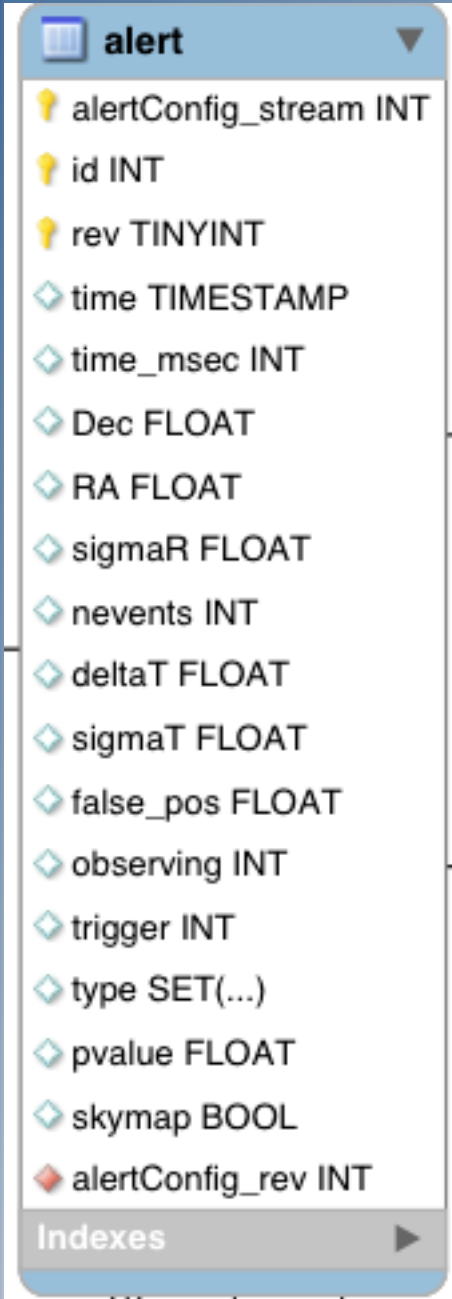 alert
alertConfig_stream INT
id INT
rev TINYINT
time TIMESTAMP
time_msec INT
Dec FLOAT
RA FLOAT
sigmaR FLOAT
nevents INT
deltaT FLOAT
sigmaT FLOAT
false_pos FLOAT
observing INT
trigger INT
type SET(...)
pvalue FLOAT
skymap BOOL
alertConfig_rev INT
Indexes